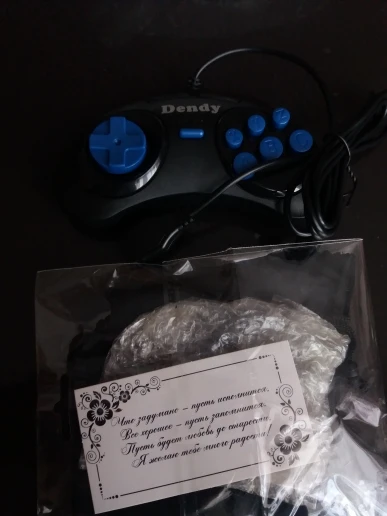 Dendy
Что задумано – пусть исполнится,
Все хорошее – пусть запомнится.
Пусть будет любовь до старости,
Я желаю тебе много радости!